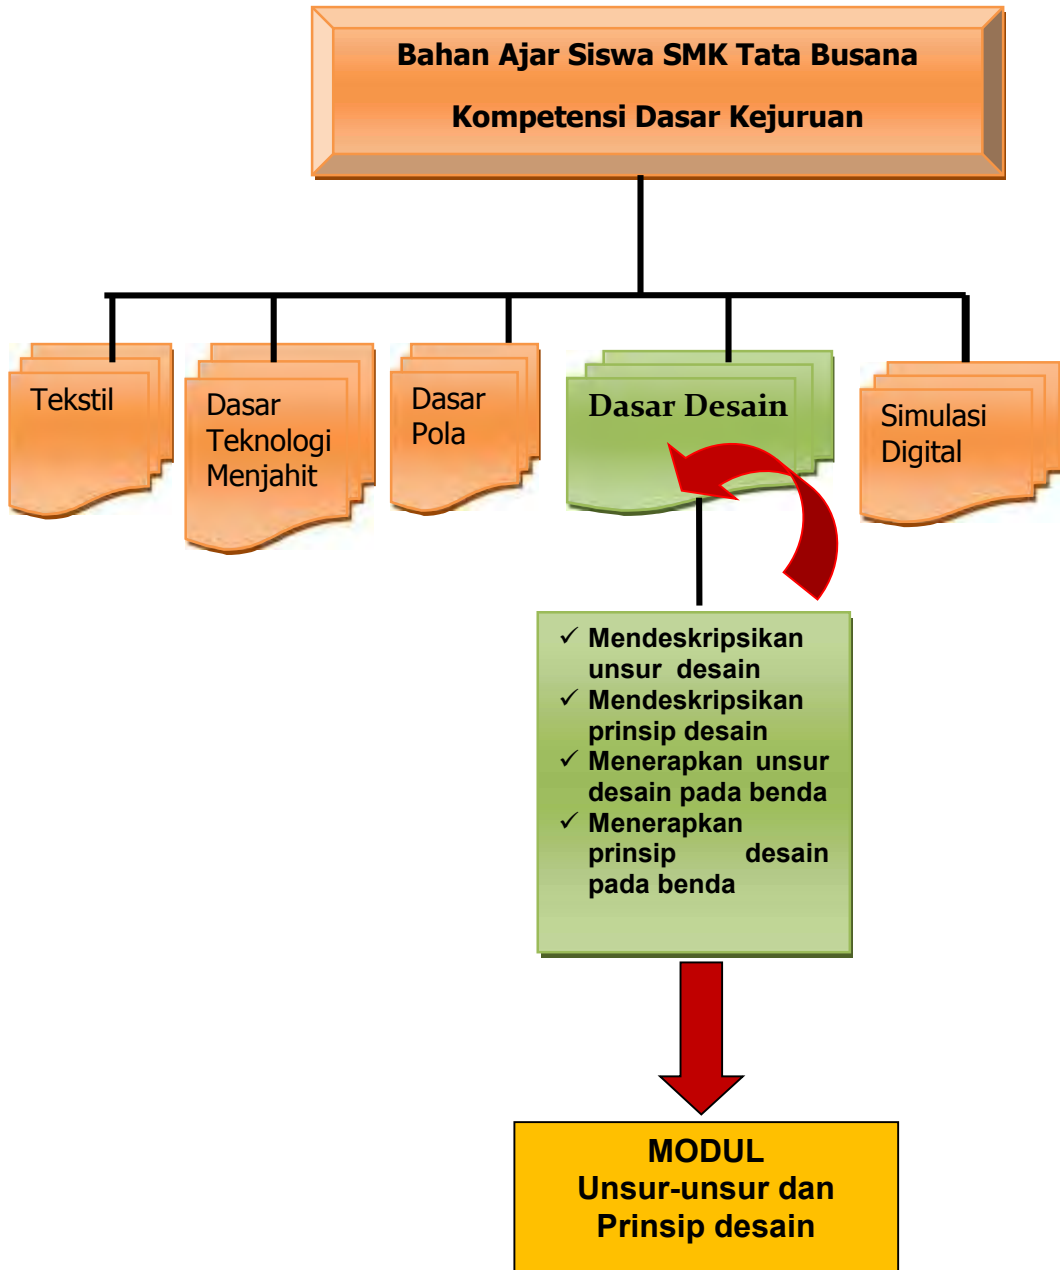 Bahan Ajar Siswa SMK Tata Busana
Kompetensi Dasar Kejuruan
Tekstil
Dasar
Teknologi
Menjahit
Dasar
Pola
Dasar Desain
Simulasi
Digital
✓ Mendeskripsikan
unsur desain
✓ Mendeskripsikan
prinsip desain
✓ Menerapkan unsur
desain pada benda
✓ Menerapkan
prinsip desain
pada benda
MODUL
Unsur-unsur dan
Prinsip desain